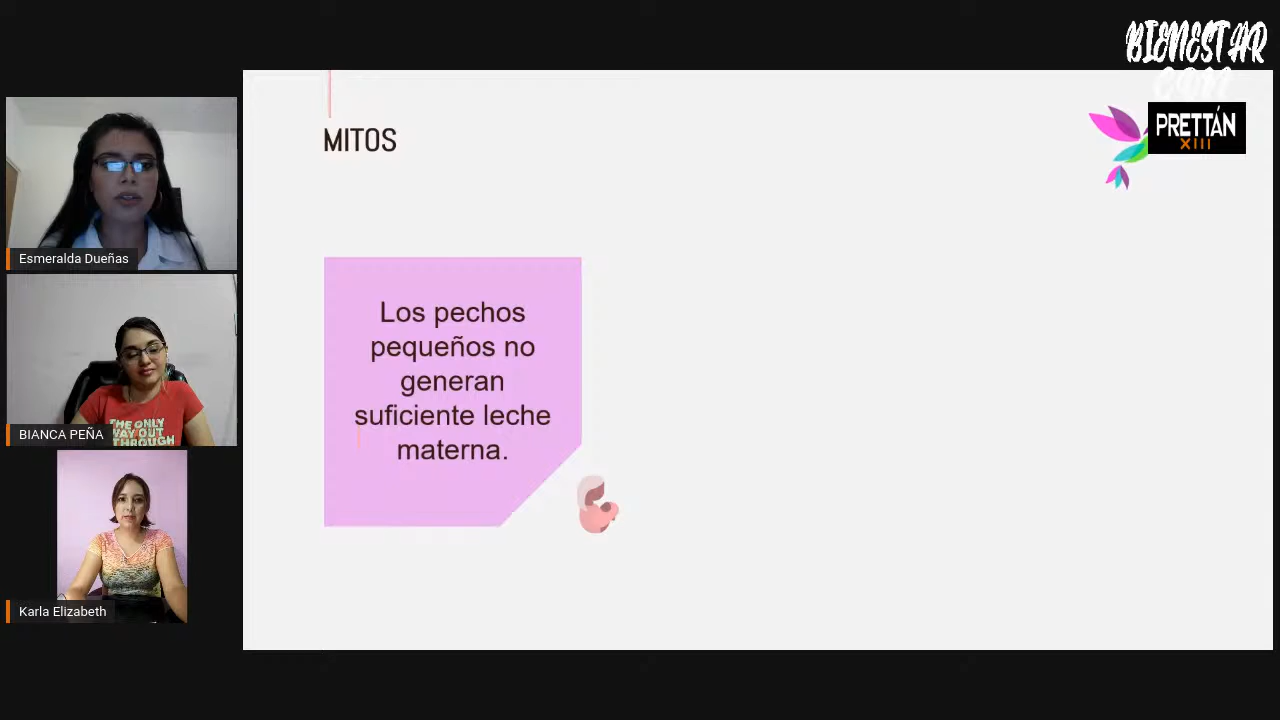 BIENESTAR
CON
PRETTÁN
XIII
MITOS
Los pechos
pequeños no
generan
suficiente leche
materna.
Esmeralda Dueñas
THE ONLY
WAY OUT
THROUGH
BIANCA PEÑA
Karla Elizabeth